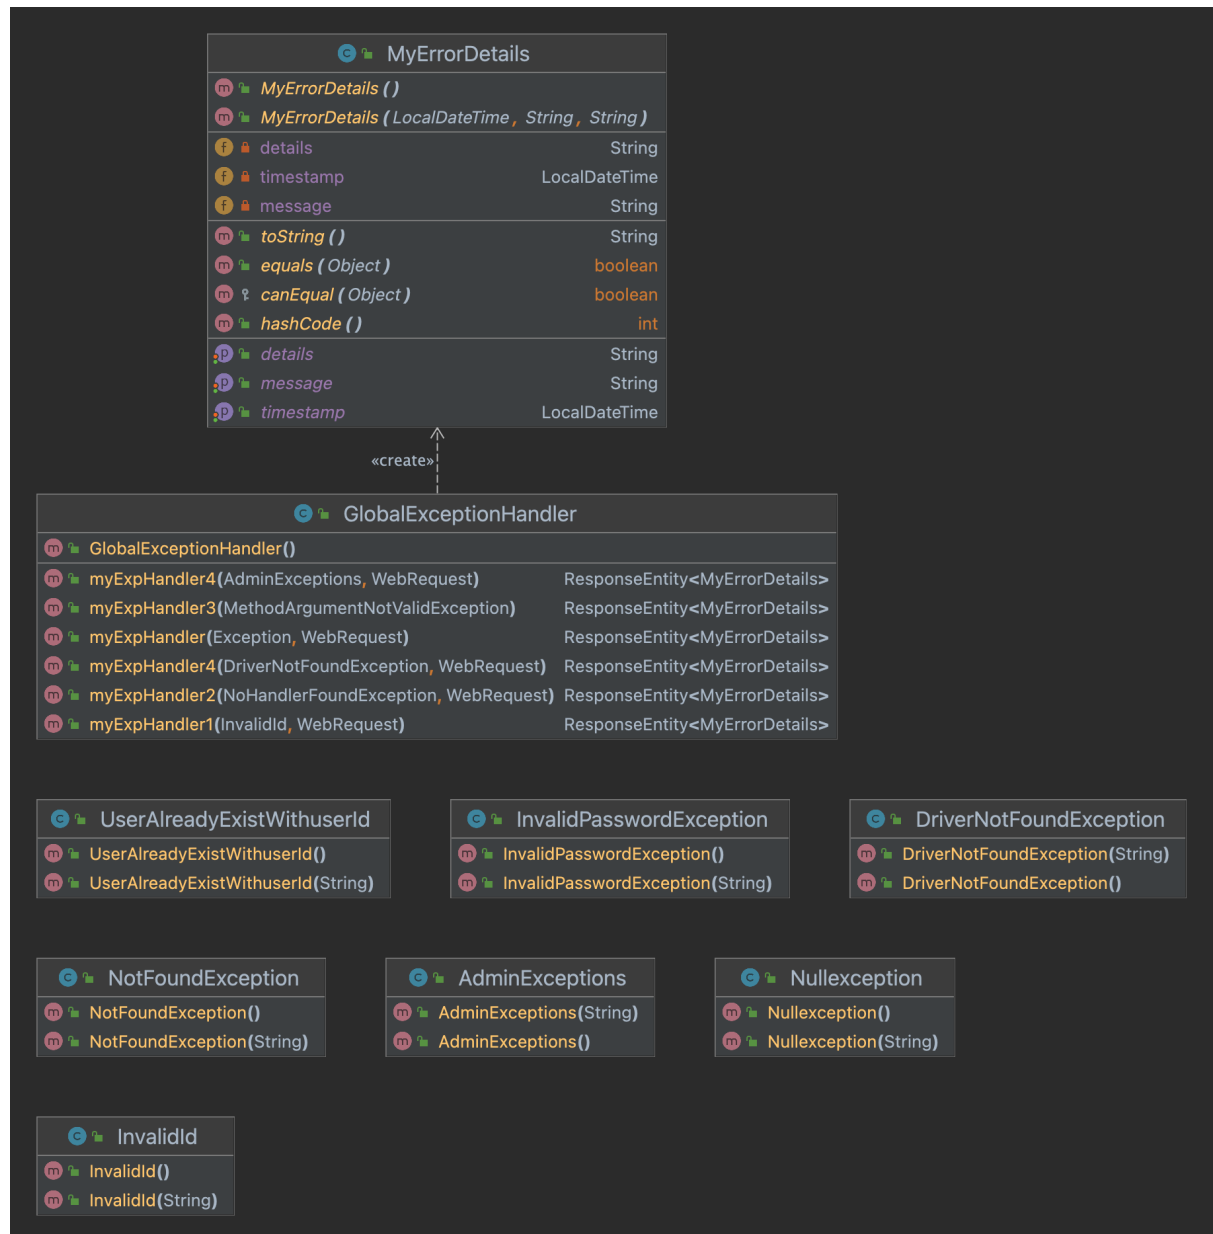 MyErrorDetails
MyErrorDetails()
MyErrorDetails(LocalDateTime, String, String)
details String
timestamp LocalDateTime
message String
toString() String
equals(Object) boolean
canEqual(Object) boolean
hashCode() int
details String
message String
timestamp LocalDateTime
«create»
GlobalExceptionHandler
GlobalExceptionHandler()
myExpHandler4(AdminExceptions, WebRequest) ResponseEntity<MyErrorDetails>
myExpHandler3(MethodArgumentNotValidException) ResponseEntity<MyErrorDetails>
myExpHandler(Exception, WebRequest) ResponseEntity<MyErrorDetails>
myExpHandler4(DriverNotFoundException, WebRequest) ResponseEntity<MyErrorDetails>
myExpHandler2(NoHandlerFoundException, WebRequest) ResponseEntity<MyErrorDetails>
myExpHandler1(InvalidId, WebRequest) ResponseEntity<MyErrorDetails>
UserAlreadyExistWithuserId
UserAlreadyExistWithuserId()
UserAlreadyExistWithuserId(String)
InvalidPasswordException
InvalidPasswordException()
InvalidPasswordException(String)
DriverNotFoundException
DriverNotFoundException(String)
DriverNotFoundException()
NotFoundException
NotFoundException()
NotFoundException(String)
AdminExceptions
AdminExceptions(String)
AdminExceptions()
Nullexception
Nullexception()
Nullexception(String)
InvalidId
InvalidId()
InvalidId(String)